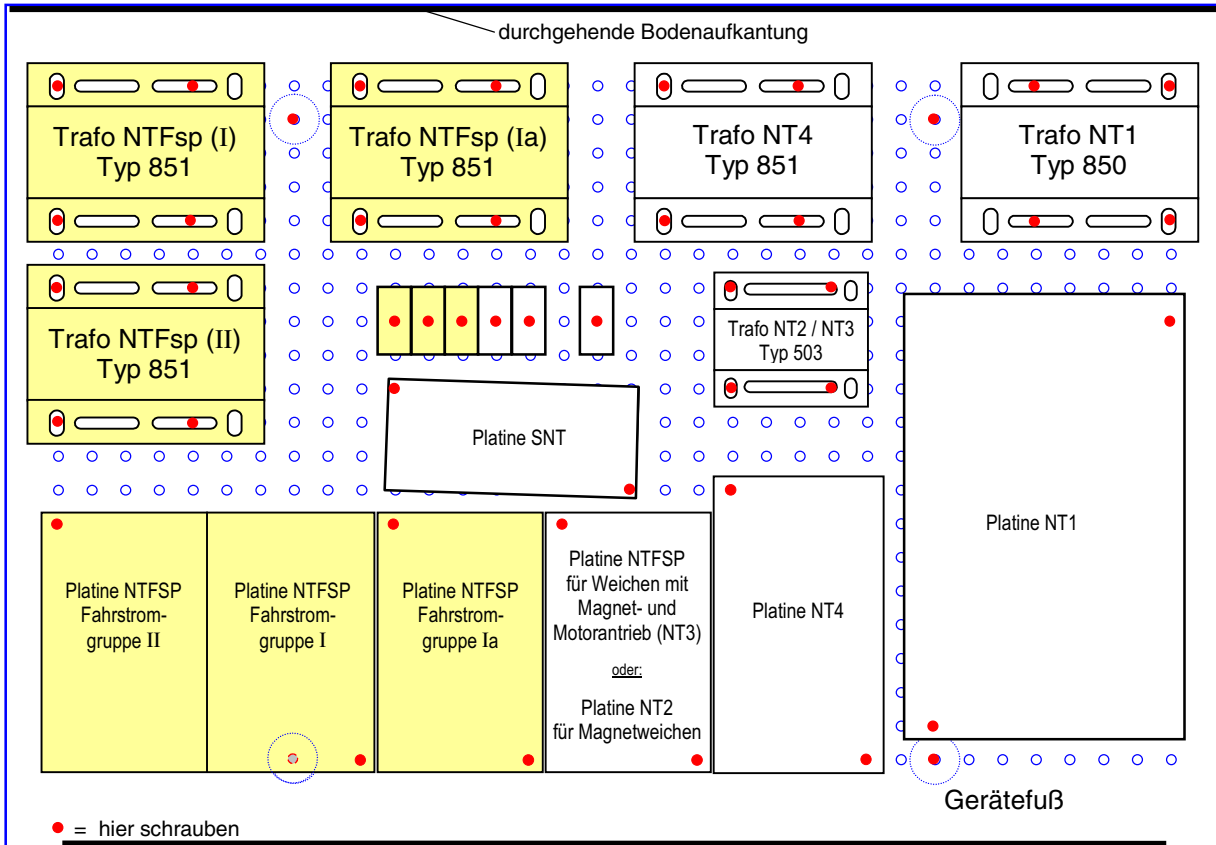 durchgehende Bodenaufkantung
Trafo NTFsp (I)
Typ 851
Trafo NTFsp (Ia)
Typ 851
Trafo NT4
Typ 851
Trafo NT1
Typ 850
Trafo NTFsp (II)
Typ 851
Trafo NT2 / NT3
Typ 503
Platine SNT
Platine NT1
Platine NTFSP
Fahrstrom-
gruppe II
Platine NTFSP
Fahrstrom-
gruppe I
Platine NTFSP
Fahrstrom-
gruppe Ia
Platine NTFSP
für Weichen mit
Magnet- und
Motorantrieb (NT3)
oder:
Platine NT2
für Magnetweichen
Platine NT4
Gerätefuß
= hier schrauben